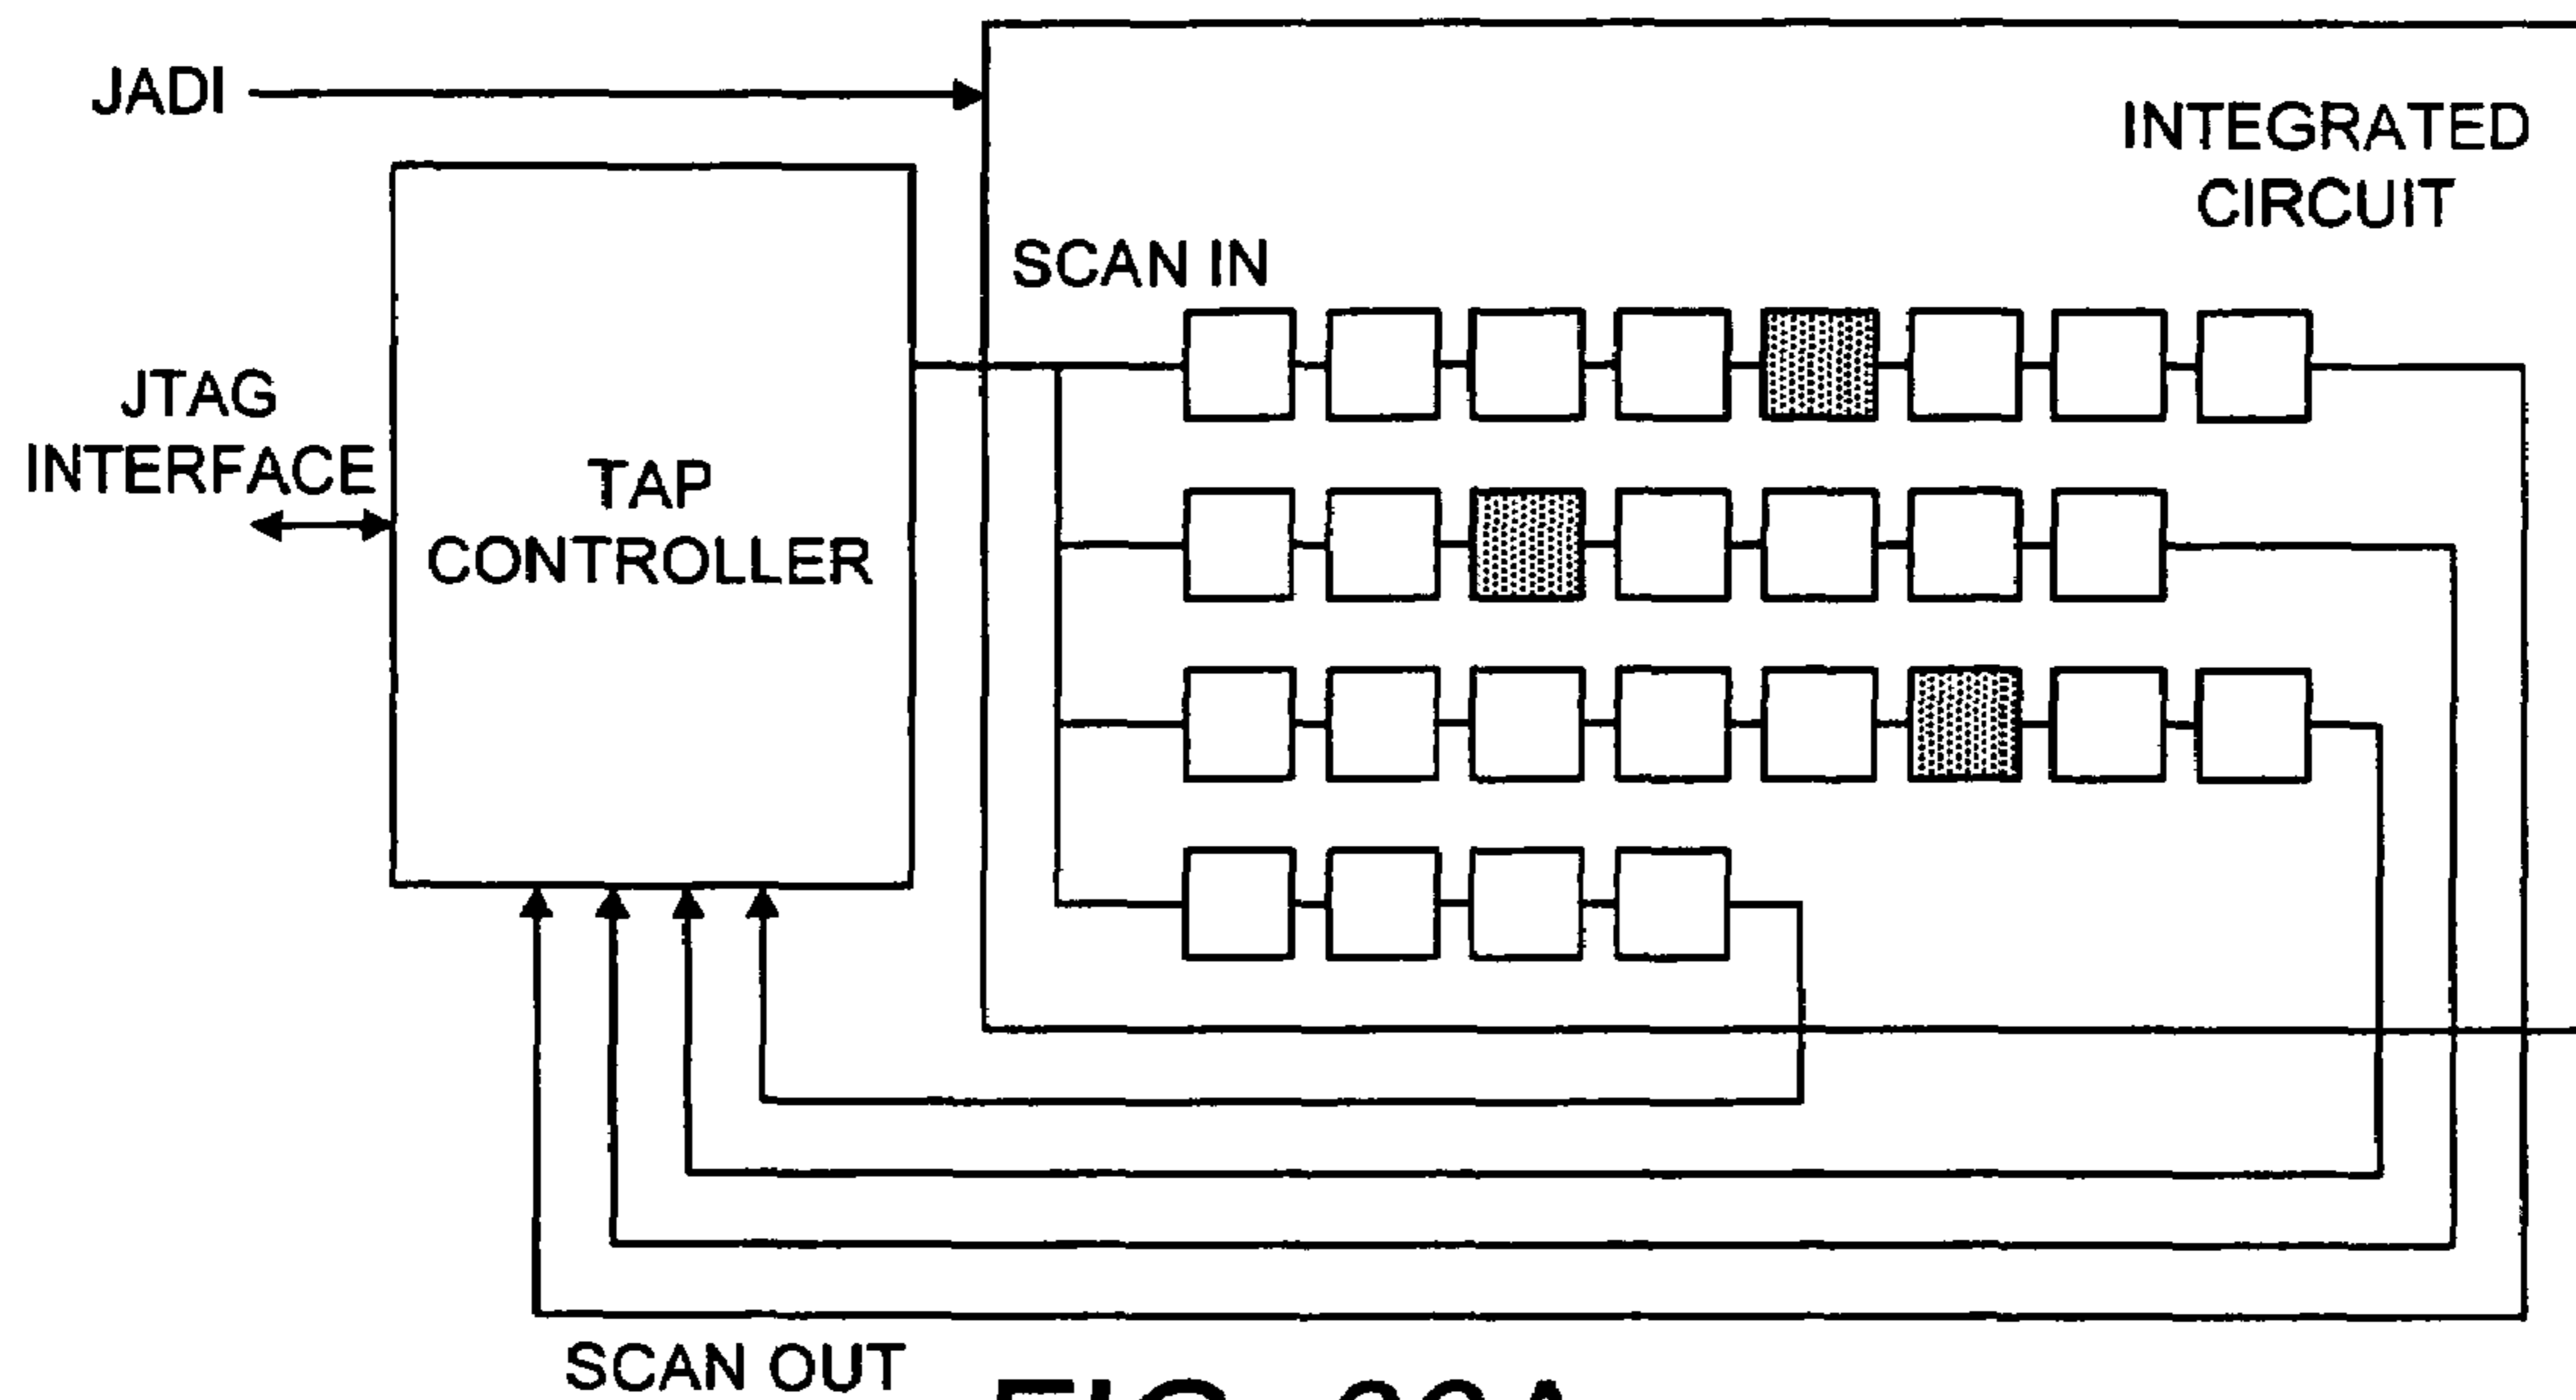 JADI
INTEGRATED
CIRCUIT
SCAN IN
JTAG
INTERFACE
TAP
CONTROLLER
SCAN OUT